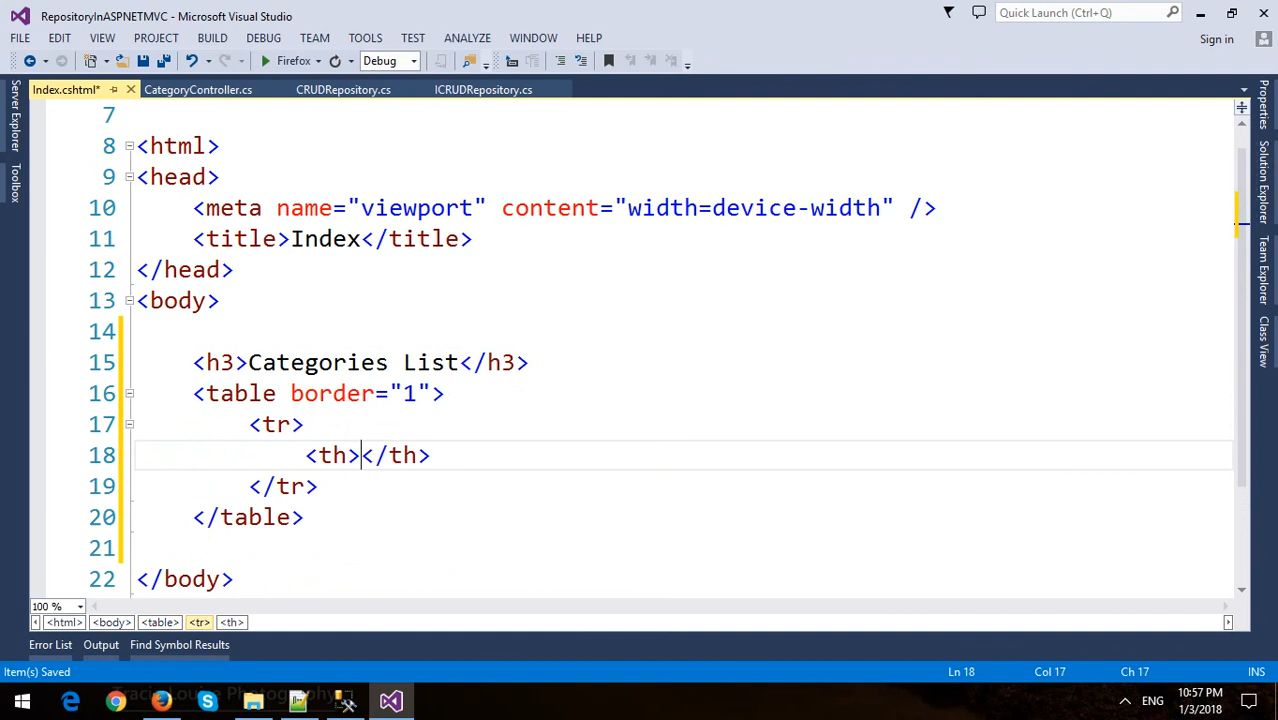 RepositoryInASPNETMVC - Microsoft Visual Studio
Quick Launch (Ctrl+Q)
FILE EDIT VIEW PROJECT BUILD DEBUG TEAM TOOLS TEST ANALYZE WINDOW HELP
Sign in
Firefox Debug
Index.cshtml* CategoryController.cs CRUDRepository.cs ICRUDRepository.cs
Server Explorer
Toolbox
Properties
Solution Explorer
Team Explorer
Class View
7
8 <html>
9 <head>
10 <meta name="viewport" content="width=device-width" />
11 <title>Index</title>
12 </head>
13 <body>
14
15 <h3>Categories List</h3>
16 <table border="1">
17 <tr>
18 <th></th>
19 </tr>
20 </table>
21
22 </body>
100 %
<html> <body> <table> <tr> <th>
Error List Output Find Symbol Results
Item(s) Saved Ln 18 Col 17 Ch 17 INS
ENG
10:57 PM
1/3/2018